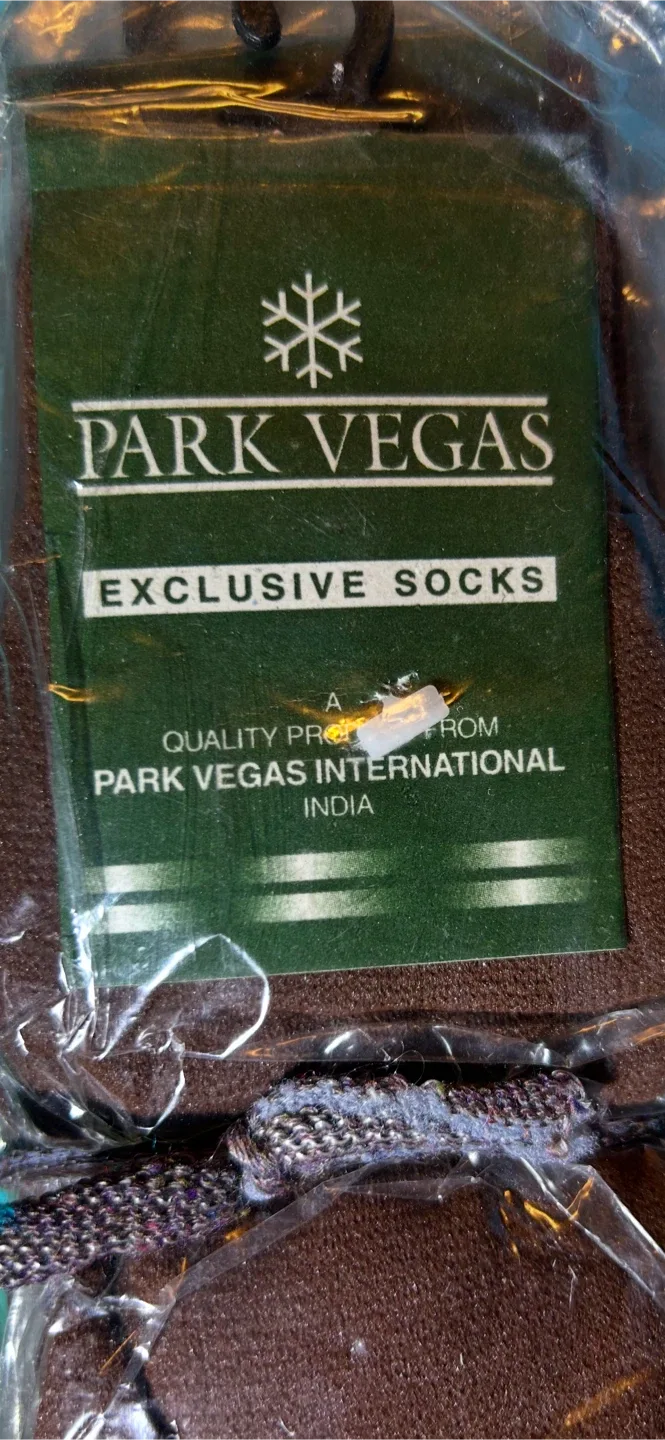 PARK VEGAS
EXCLUSIVE SOCKS
A
QUALITY FROM
PARK VEGAS INTERNATIONAL
INDIA